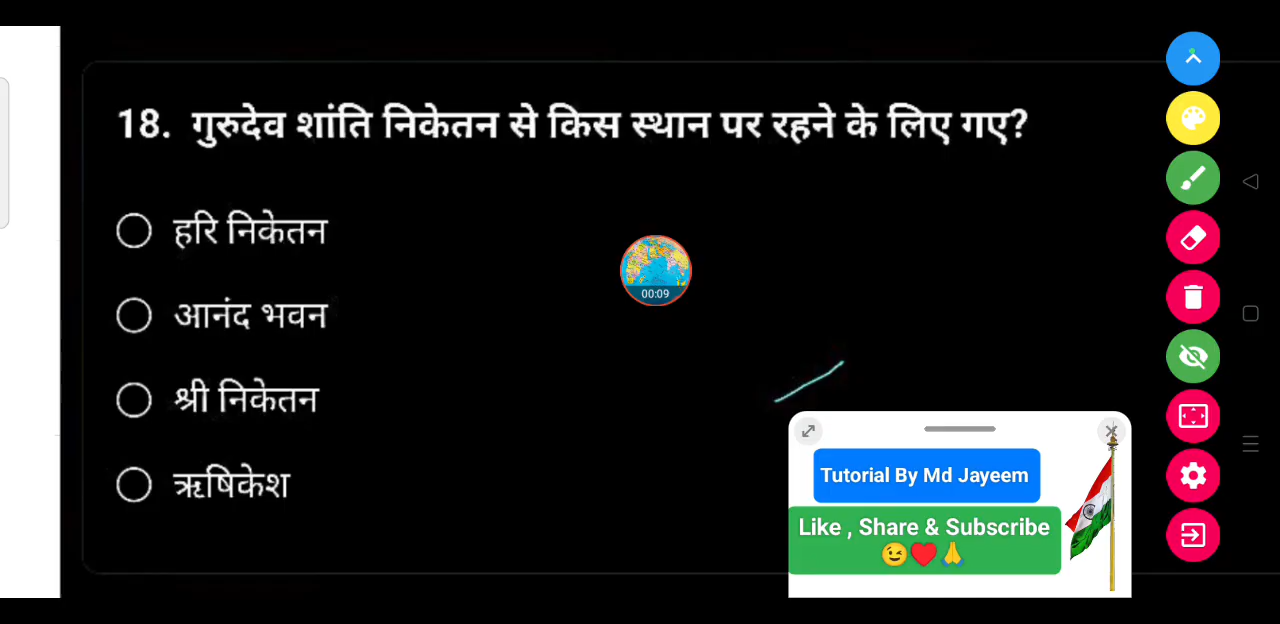 18. गुरुदेव शांति निकेतन से किस स्थान पर रहने के लिए गए?
हरि निकेतन
आनंद भवन
श्री निकेतन
ऋषिकेश
00:09
Tutorial By Md Jayeem
Like , Share & Subscribe
😉❤️🙏